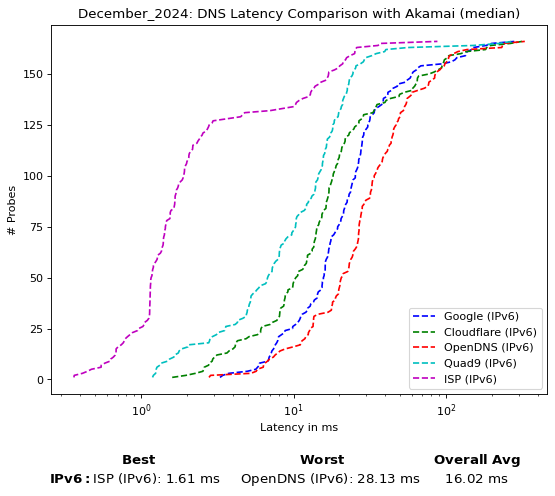 December_2024: DNS Latency Comparison with Akamai (median)
# Probes
150
125
100
75
50
25
0
10⁰ 10¹ 10²
Latency in ms
Google (IPv6)
Cloudflare (IPv6)
OpenDNS (IPv6)
Quad9 (IPv6)
ISP (IPv6)
Best Worst Overall Avg
IPv6: ISP (IPv6): 1.61 ms OpenDNS (IPv6): 28.13 ms 16.02 ms